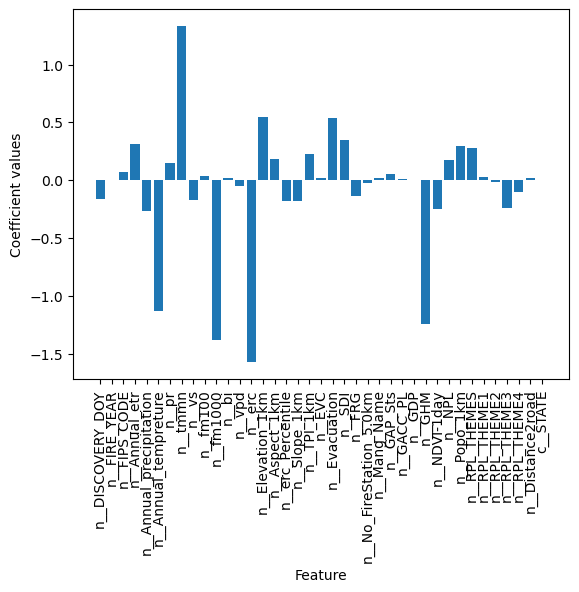 Coefficient values
1.0
0.5
0.0
−0.5
−1.0
−1.5
n__DISCOVERY_DOY
n__FIRE_YEAR
n__FIPS_CODE
n__Annual_etr
n__Annual_precipitation
n__Annual_tempreture
n__pr
n__tmmn
n__vs
n__fm100
n__fm1000
n__bi
n__vpd
n__erc
n__Elevation_1km
n__Aspect_1km
n__erc_Percentile
n__Slope_1km
n__TPI_1km
n__EVC
n__Evacuation
n__SDI
n__FRG
n__No_FireStation_5.0km
n__Mang_Name
n__GAP_Sts
n__GACC_PL
n__GDP
n__GHM
n__NDVI-1day
n__NPL
n__Popo_1km
n__RPL_THEMES
n__RPL_THEME1
n__RPL_THEME2
n__RPL_THEME3
n__RPL_THEME4
n__Distance2road
c__STATE
Feature